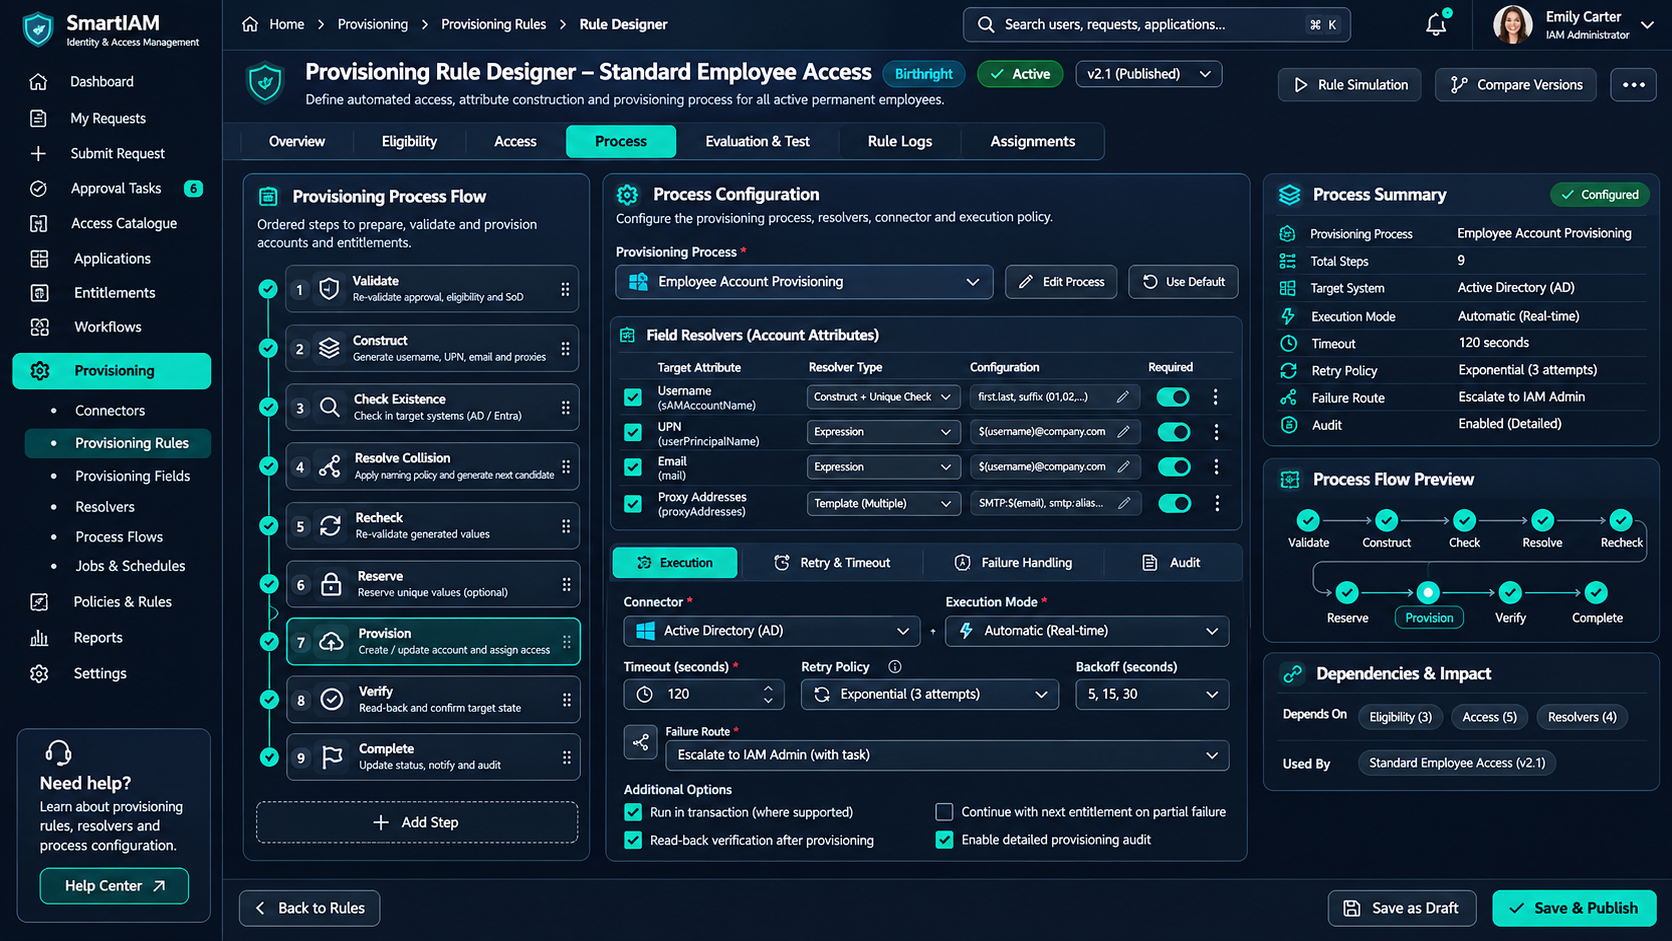 SmartIAM
Identity & Access Management
Dashboard
My Requests
Submit Request
Approval Tasks 6
Access Catalogue
Applications
Entitlements
Workflows
Provisioning
Connectors
Provisioning Rules
Provisioning Fields
Resolvers
Process Flows
Jobs & Schedules
Policies & Rules
Reports
Settings
Need help?
Learn about provisioning
rules, resolvers and
process configuration.
Help Center
Home > Provisioning > Provisioning Rules > Rule Designer
Search users, requests, applications... ⌘ K
Emily Carter
IAM Administrator
Provisioning Rule Designer – Standard Employee Access
Birthright
Active
v2.1 (Published)
Define automated access, attribute construction and provisioning process for all active permanent employees.
Rule Simulation
Compare Versions
Overview
Eligibility
Access
Process
Evaluation & Test
Rule Logs
Assignments
Provisioning Process Flow
Ordered steps to prepare, validate and provision
accounts and entitlements.
1 Validate
Re-validate approval, eligibility and SoD
2 Construct
Generate username, UPN, email and proxies
3 Check Existence
Check in target systems (AD / Entra)
4 Resolve Collision
Apply naming policy and generate next candidate
5 Recheck
Re-validate generated values
6 Reserve
Reserve unique values (optional)
7 Provision
Create / update account and assign access
8 Verify
Read-back and confirm target state
9 Complete
Update status, notify and audit
+ Add Step
Process Configuration
Configure the provisioning process, resolvers, connector and execution policy.
Provisioning Process *
Employee Account Provisioning
Edit Process
Use Default
Field Resolvers (Account Attributes)
Target Attribute Resolver Type Configuration Required
Username
(sAMAccountName)
Construct + Unique Check
first.last, suffix (01,02,...)
UPN
(userPrincipalName)
Expression
$(username)@company.com
Email
(mail)
Expression
$(username)@company.com
Proxy Addresses
(proxyAddresses)
Template (Multiple)
SMTP:$(email), smtp:alias...
Execution
Retry & Timeout
Failure Handling
Audit
Connector *
Active Directory (AD)
Execution Mode *
Automatic (Real-time)
Timeout (seconds) *
120
Retry Policy
Exponential (3 attempts)
Backoff (seconds)
5, 15, 30
Failure Route *
Escalate to IAM Admin (with task)
Additional Options
Run in transaction (where supported)
Continue with next entitlement on partial failure
Read-back verification after provisioning
Enable detailed provisioning audit
Process Summary
Configured
Provisioning Process Employee Account Provisioning
Total Steps 9
Target System Active Directory (AD)
Execution Mode Automatic (Real-time)
Timeout 120 seconds
Retry Policy Exponential (3 attempts)
Failure Route Escalate to IAM Admin
Audit Enabled (Detailed)
Process Flow Preview
Validate Construct Check Resolve Recheck
Reserve Provision Verify Complete
Dependencies & Impact
Depends On Eligibility (3) Access (5) Resolvers (4)
Used By Standard Employee Access (v2.1)
Back to Rules
Save as Draft
Save & Publish